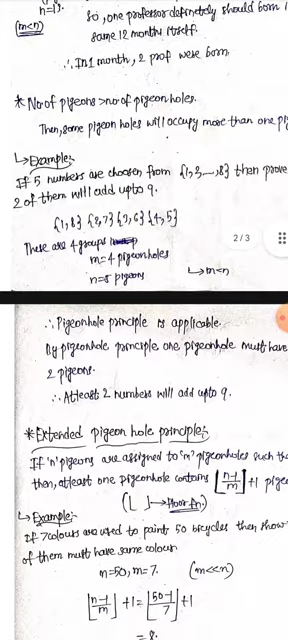 n=13.
(m<n)
So, one professor definetely should born i
same 12 months itself.
∴ In 1 month, 2 prof were born.
* No of pigeons > no of pigeon holes.
Then, some pigeon holes will occupy more than one pi
↳ Example:-
If 5 numbers are chosen from {1,2-..,8} then prove
2 of them will add upto 9.
{1,8} {2,7} {3,6} {4,5}
These are 4 groups
m=4 pigeonholes
n=5 pigeons
↳ m<n
2/3
∴ Pigeonhole principle is applicable.
By pigeonhole principle one pigeonhole must have
2 pigeons.
∴ Atleast 2 numbers will add upto 9.
* Extended pigeon hole principle:-
If 'n' pigeons are assigned to 'm' pigeonholes such tha
then, atleast one pigeonhole contains ⌊n-1/m⌋+1 pige
(⌊ ⌋→floor fn)
↳ Example:-
If 7 colours are used to paint 50 bicycles then show
of them must have same colour.
n=50, m=7. (m<<n)
⌊n-1/m⌋+1 = ⌊50-1/7⌋+1
= 8.